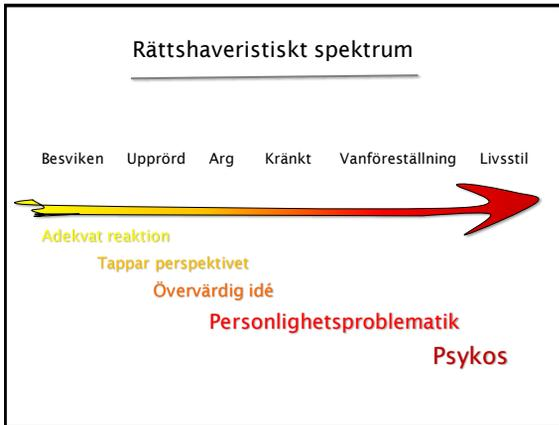 Rättshaveristiskt spektrum
Besviken Upprörd Arg Kränkt Vanföreställning Livsstil
Adekvat reaktion
Tappar perspektivet
Övervärdig idé
Personlighetsproblematik
Psykos